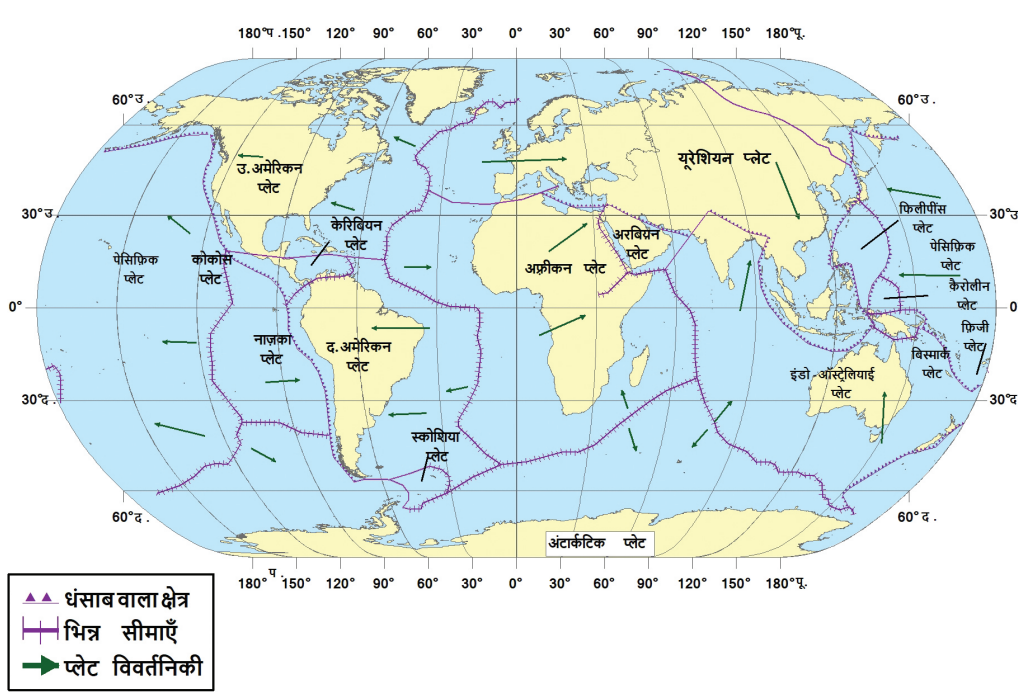 180°प. 150° 120° 90° 60° 30° 0° 30° 60° 90° 120° 150° 180°पू.
60°उ. 60°उ.
उ.अमेरिकन
प्लेट
यूरेशियन प्लेट
30°उ. 30°उ
केरिबियन
प्लेट
अरबियन
प्लेट
फिलीपींस
प्लेट
पेसिफ़िक
प्लेट
कोकोस
प्लेट
अफ़्रीकन प्लेट
पेसिफ़िक
प्लेट
कैरोलीन
प्लेट
0° 0
नाज़का
प्लेट
द.अमेरिकन
प्लेट
फ़िजी
प्लेट
बिस्मार्क
प्लेट
इंडो-ऑस्ट्रेलियाई
प्लेट
30°द. 30°द
स्कोशिया
प्लेट
60°द. 60°द.
अंटार्कटिक प्लेट
प.
180° 150° 120° 90° 60° 30° 0° 30° 60° 90° 120° 150° 180°पू.
धंसाब वाला क्षेत्र
भिन्न सीमाएँ
प्लेट विवर्तनिकी